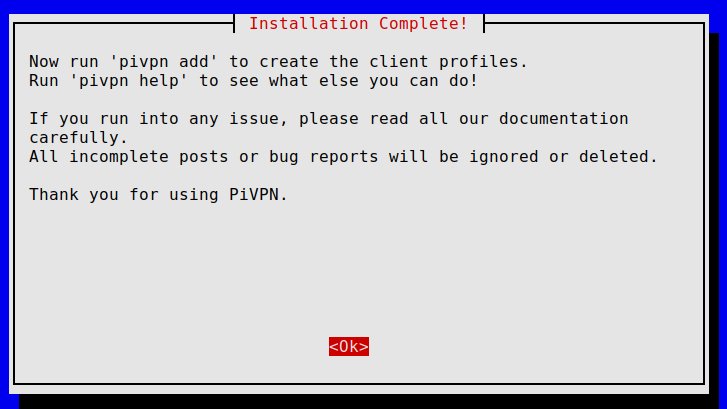 Installation Complete!
Now run 'pivpn add' to create the client profiles.
Run 'pivpn help' to see what else you can do!
If you run into any issue, please read all our documentation
carefully.
All incomplete posts or bug reports will be ignored or deleted.
Thank you for using PiVPN.
<Ok>